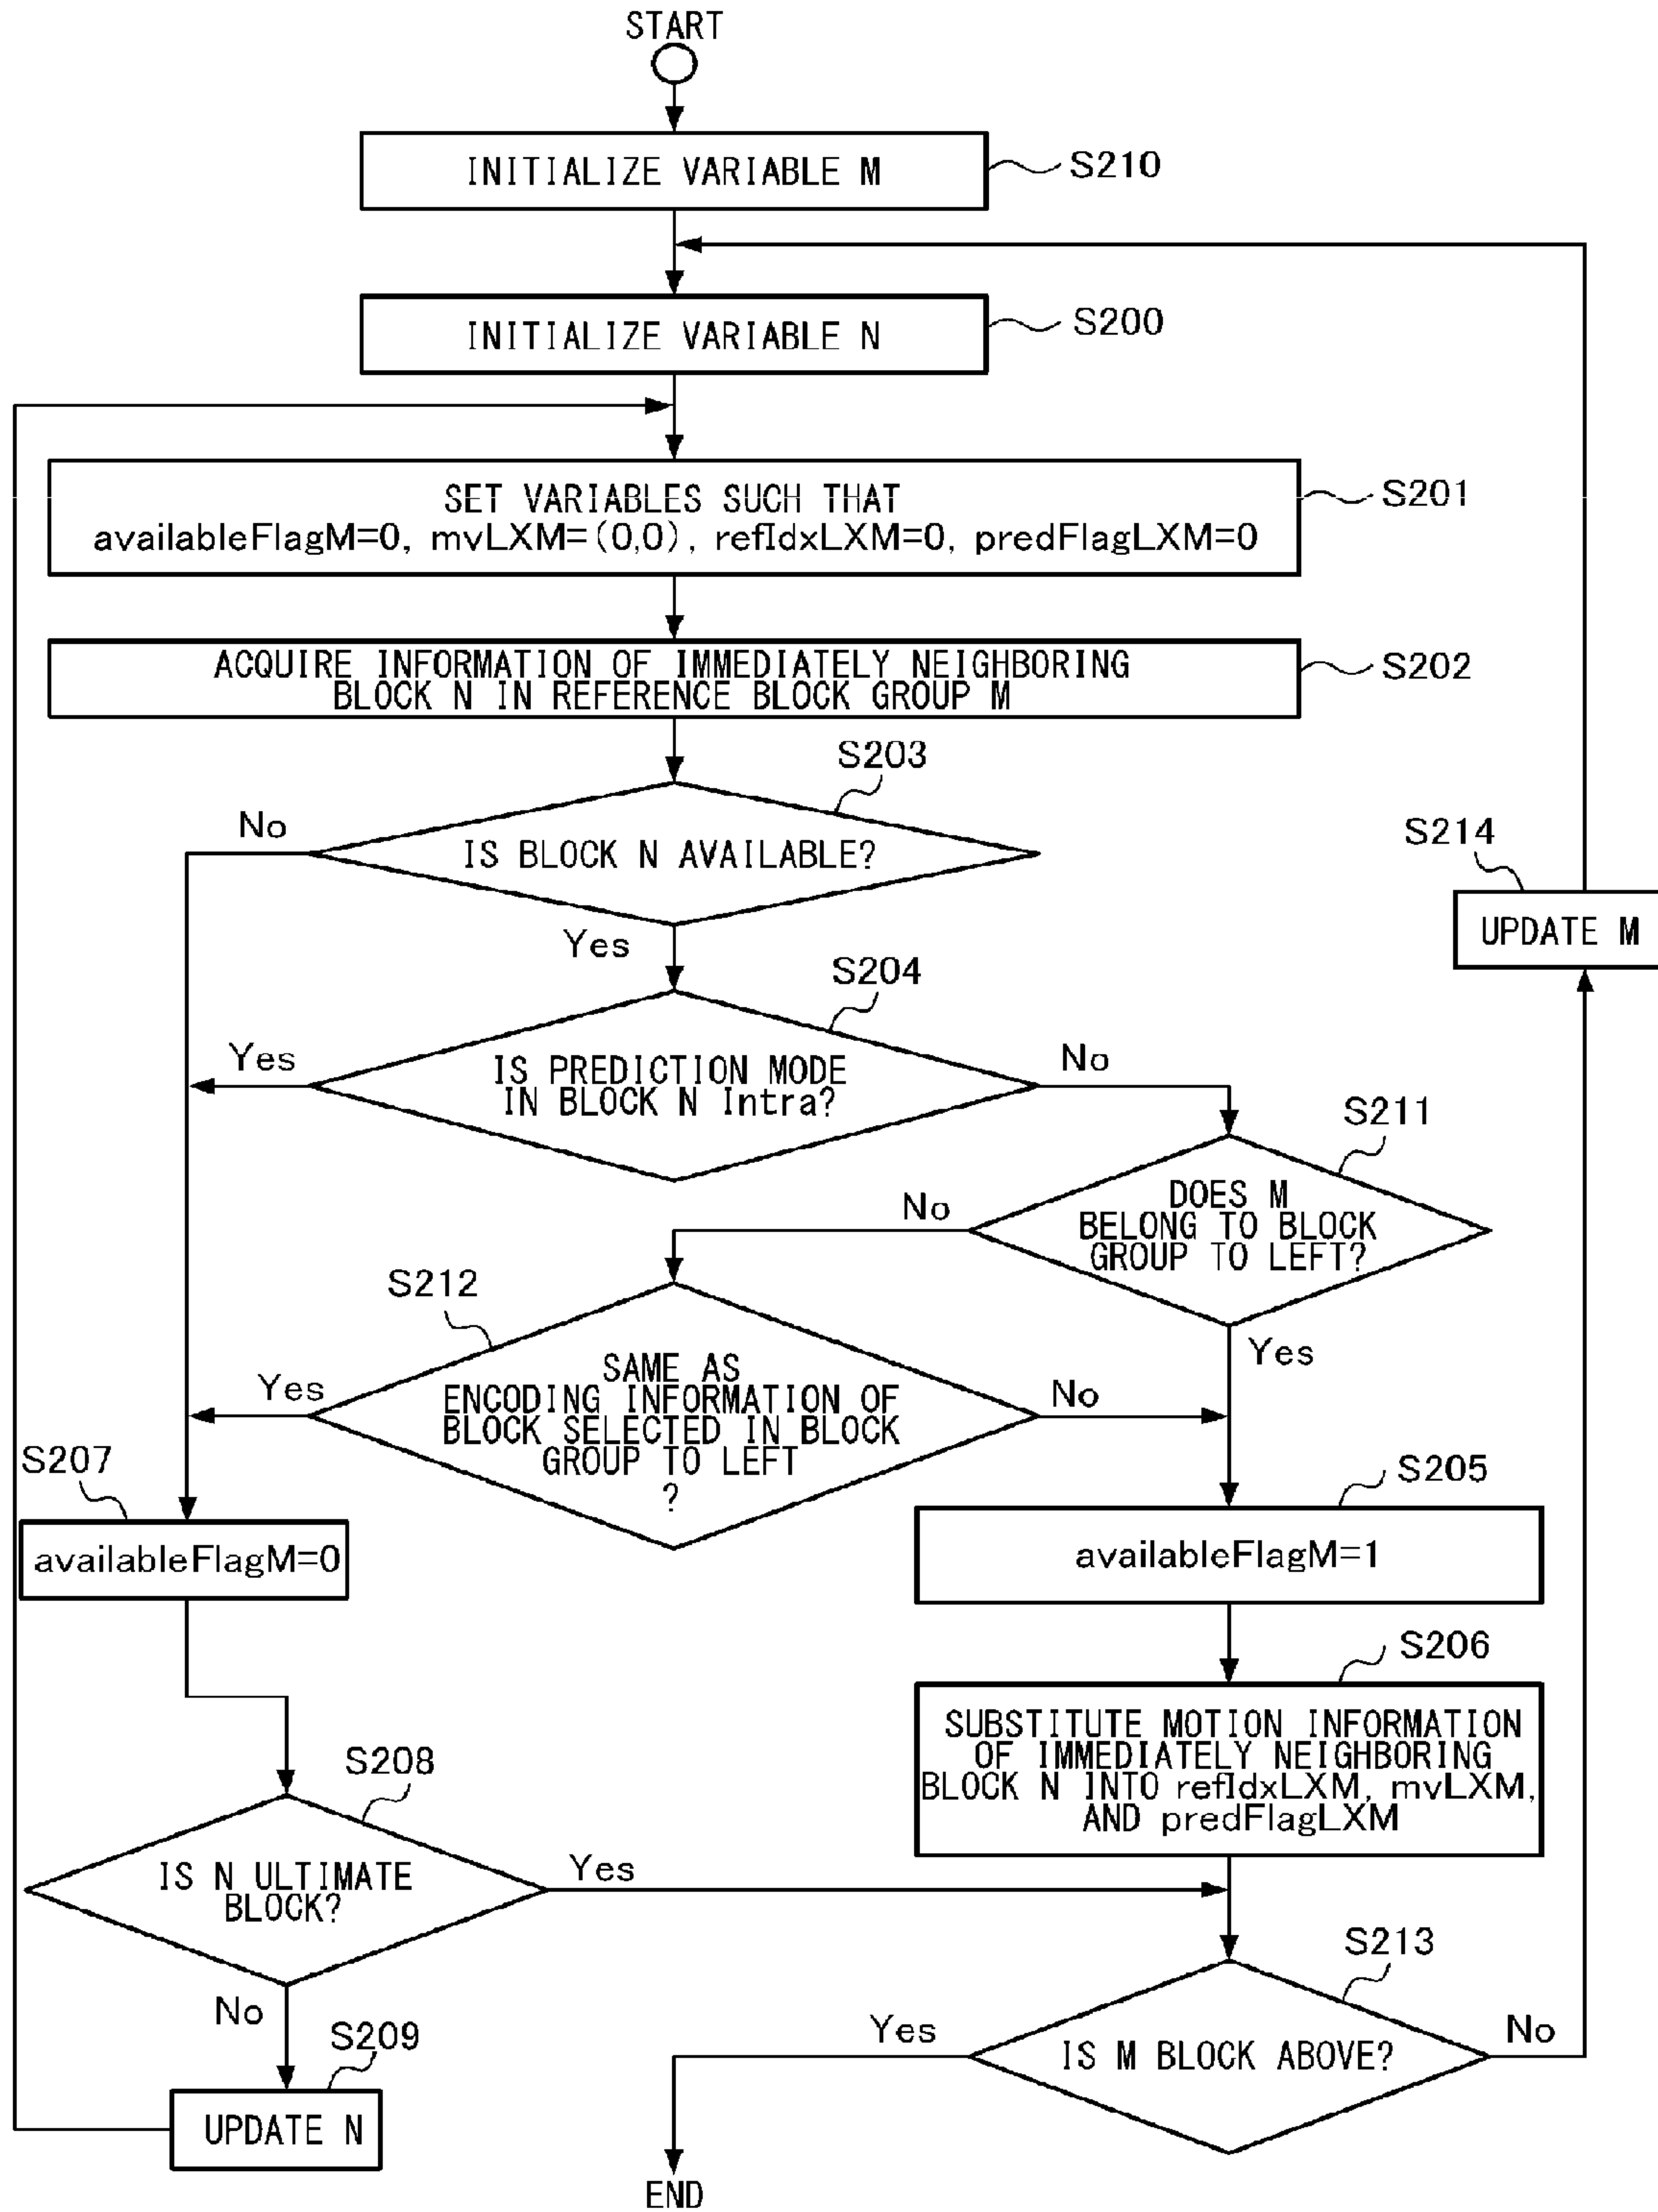 START
INITIALIZE VARIABLE M
S210
INITIALIZE VARIABLE N
S200
SET VARIABLES SUCH THAT
availableFlagM=0, mvLXM=(0,0), refIdxLXM=0, predFlagLXM=0
S201
ACQUIRE INFORMATION OF IMMEDIATELY NEIGHBORING
BLOCK N IN REFERENCE BLOCK GROUP M
S202
S203
No
IS BLOCK N AVAILABLE?
Yes
S214
UPDATE M
S204
Yes
IS PREDICTION MODE
IN BLOCK N Intra?
No
S211
DOES M
BELONG TO BLOCK
GROUP TO LEFT?
No
Yes
S212
SAME AS
ENCODING INFORMATION OF
BLOCK SELECTED IN BLOCK
GROUP TO LEFT
?
Yes
No
S207
availableFlagM=0
S205
availableFlagM=1
S206
SUBSTITUTE MOTION INFORMATION
OF IMMEDIATELY NEIGHBORING
BLOCK N INTO refIdxLXM, mvLXM,
AND predFlagLXM
S208
IS N ULTIMATE
BLOCK?
Yes
No
S209
UPDATE N
S213
IS M BLOCK ABOVE?
Yes
No
END